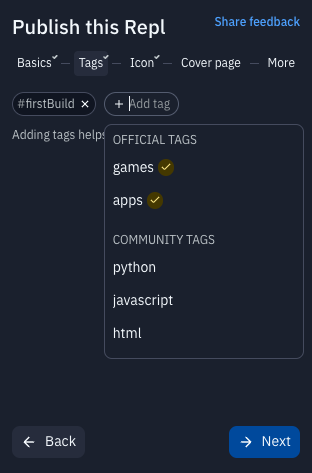 Publish this Repl
Share feedback
Basics Tags Icon Cover page More
#firstBuild × + Add tag
Adding tags helps
OFFICIAL TAGS
games
apps
COMMUNITY TAGS
python
javascript
html
← Back → Next